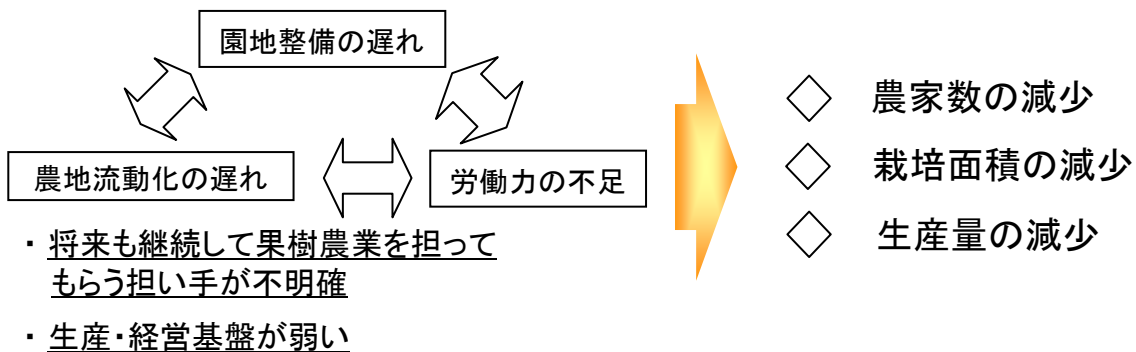 園地整備の遅れ
農地流動化の遅れ
労働力の不足
・ 将来も継続して果樹農業を担って
もらう担い手が不明確
・ 生産・経営基盤が弱い
◇ 農家数の減少
◇ 栽培面積の減少
◇ 生産量の減少